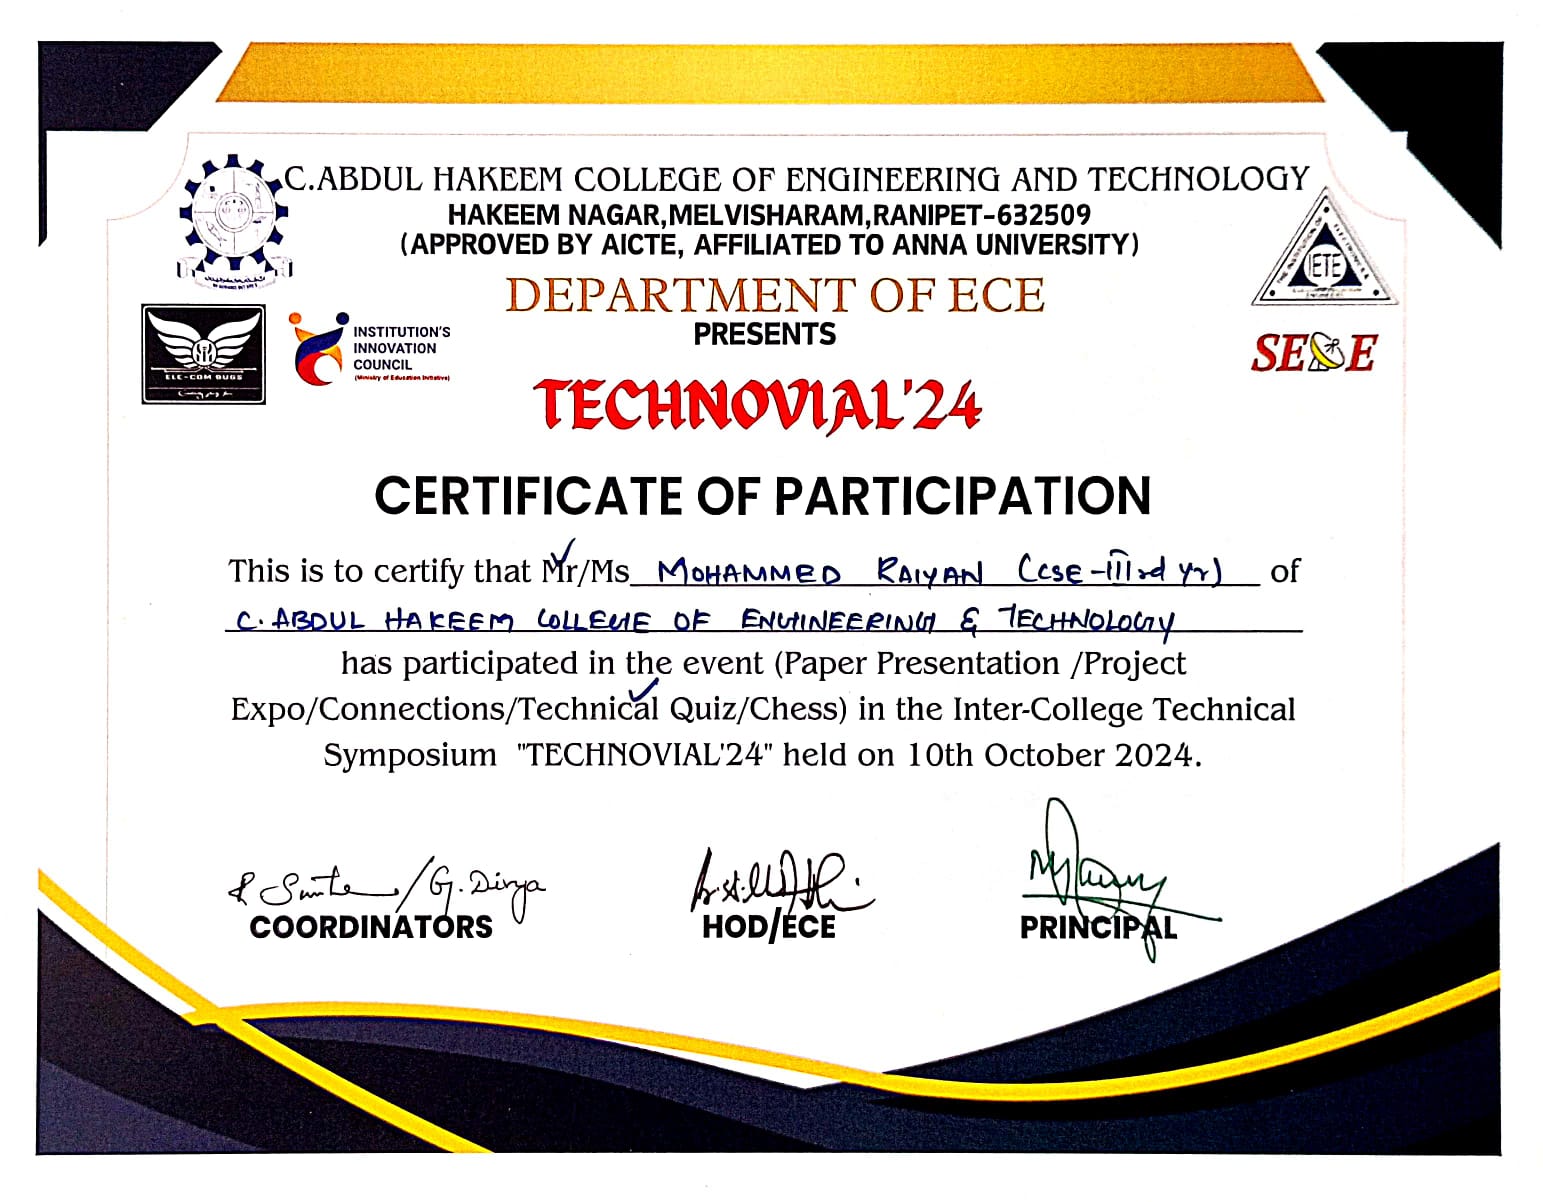 C.ABDUL HAKEEM COLLEGE OF ENGINEERING AND TECHNOLOGY
HAKEEM NAGAR,MELVISHARAM,RANIPET-632509
(APPROVED BY AICTE, AFFILIATED TO ANNA UNIVERSITY)
DEPARTMENT OF ECE
PRESENTS
IETE
ELE-COM BUGS
INSTITUTION'S
INNOVATION
COUNCIL
(Ministry of Education Initiative)
SEE
TECHNOVIAL'24
CERTIFICATE OF PARTICIPATION
This is to certify that Mr/Ms MOHAMMED RAIYAN (CSE-IIIrd yr) of
C. ABDUL HAKEEM COLLEGE OF ENGINEERING & TECHNOLOGY
has participated in the event (Paper Presentation /Project
Expo/Connections/Technical Quiz/Chess) in the Inter-College Technical
Symposium "TECHNOVIAL'24" held on 10th October 2024.
G. Divya
COORDINATORS
HOD/ECE
PRINCIPAL